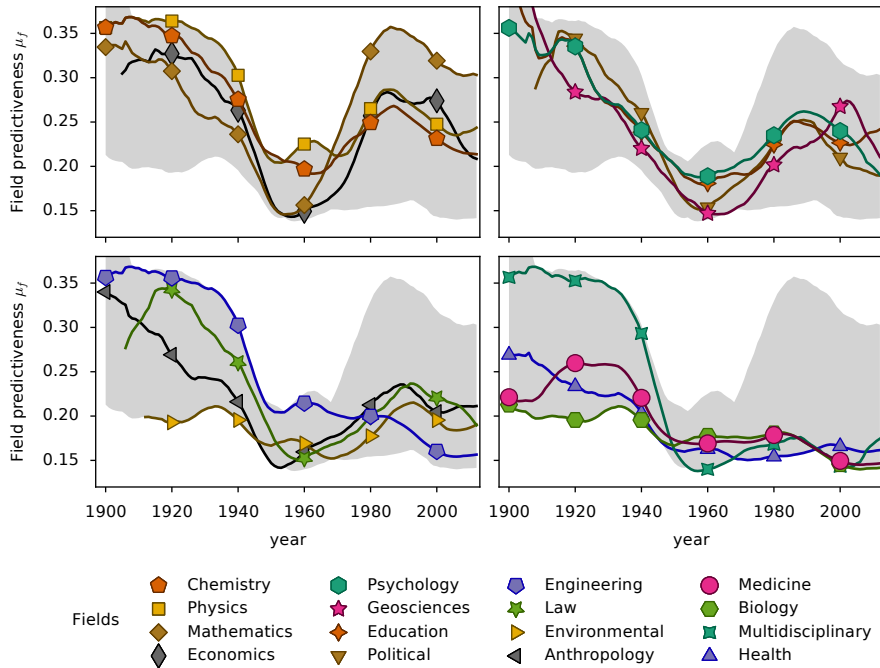 0.35
0.30
0.25
0.20
0.15
Field predictiveness μf
0.35
0.30
0.25
0.20
0.15
Field predictiveness μf
1900 1920 1940 1960 1980 2000
year
1900 1920 1940 1960 1980 2000
year
Fields
Chemistry Psychology Engineering Medicine
Physics Geosciences Law Biology
Mathematics Education Environmental Multidisciplinary
Economics Political Anthropology Health